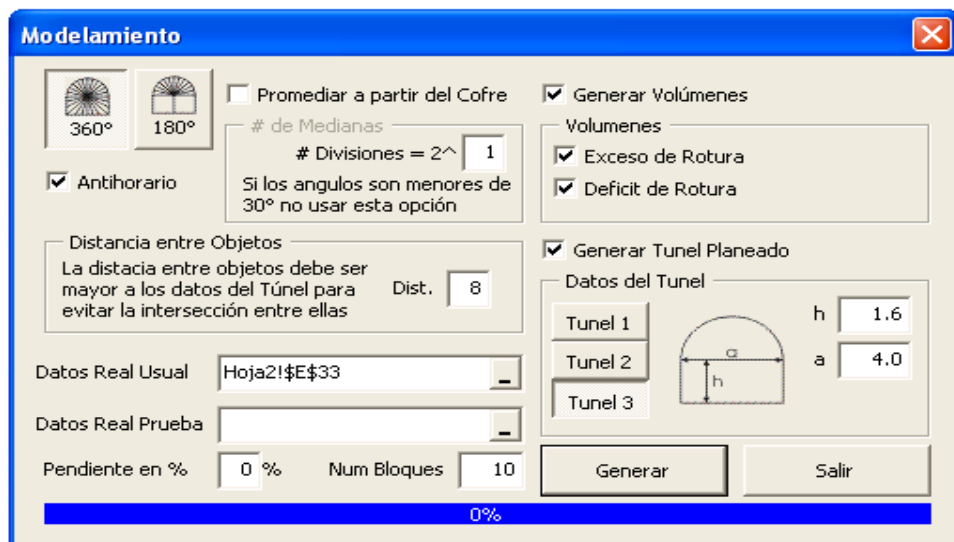 Modelamiento
360°
180°
Promediar a partir del Cofre
Generar Volúmenes
# de Medianas
# Divisiones = 2^ 1
Si los angulos son menores de
30° no usar esta opción
Volumenes
Exceso de Rotura
Deficit de Rotura
Antihorario
Distancia entre Objetos
La distacia entre objetos debe ser
mayor a los datos del Túnel para
evitar la intersección entre ellas
Dist. 8
Generar Tunel Planeado
Datos del Tunel
Tunel 1
Tunel 2
Tunel 3
a
h
h 1.6
a 4.0
Datos Real Usual Hoja2!$E$33
Datos Real Prueba
Pendiente en % 0 %
Num Bloques 10
Generar
Salir
0%